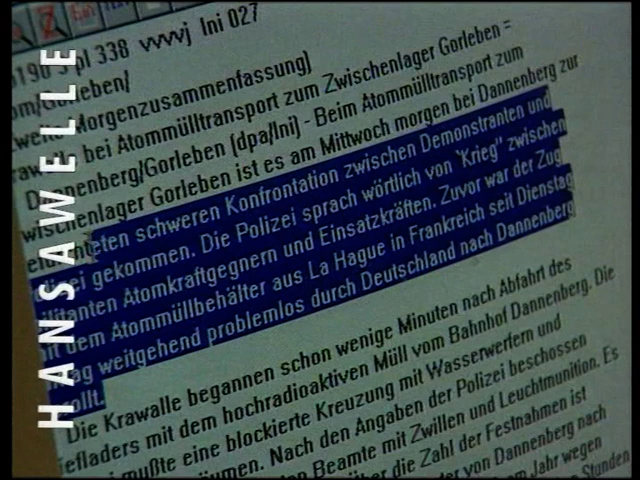 HANSAWELLE
Ein
pl 338 vvvvj lni 027
Morgenzusammenfassung)
bei Atommülltransport zum Zwischenlager Gorleben =
Dannenberg/Gorleben (dpa/lni) - Beim Atommülltransport zum
Gorleben ist es am Mittwoch morgen bei Dannenberg zur
schweren Konfrontation zwischen Demonstranten und
gekommen. Die Polizei sprach wörtlich von "Krieg" zwischen
Atomkraftgegnern und Einsatzkräften. Zuvor war der Zug
dem Atommüllbehälter aus La Hague in Frankreich seit Dienstag
weitgehend problemlos durch Deutschland nach Dannenberg
Die Krawalle begannen schon wenige Minuten nach Abfahrt des
mit dem hochradioaktiven Müll vom Bahnhof Dannenberg. Die
mußte eine blockierte Kreuzung mit Wasserwerfern und
Nach den Angaben der Polizei beschossen
Beamte mit Zwillen und Leuchtmunition. Es
über die Zahl der Festnahmen ist
von Dannenberg nach
Jahr wegen
Stunden